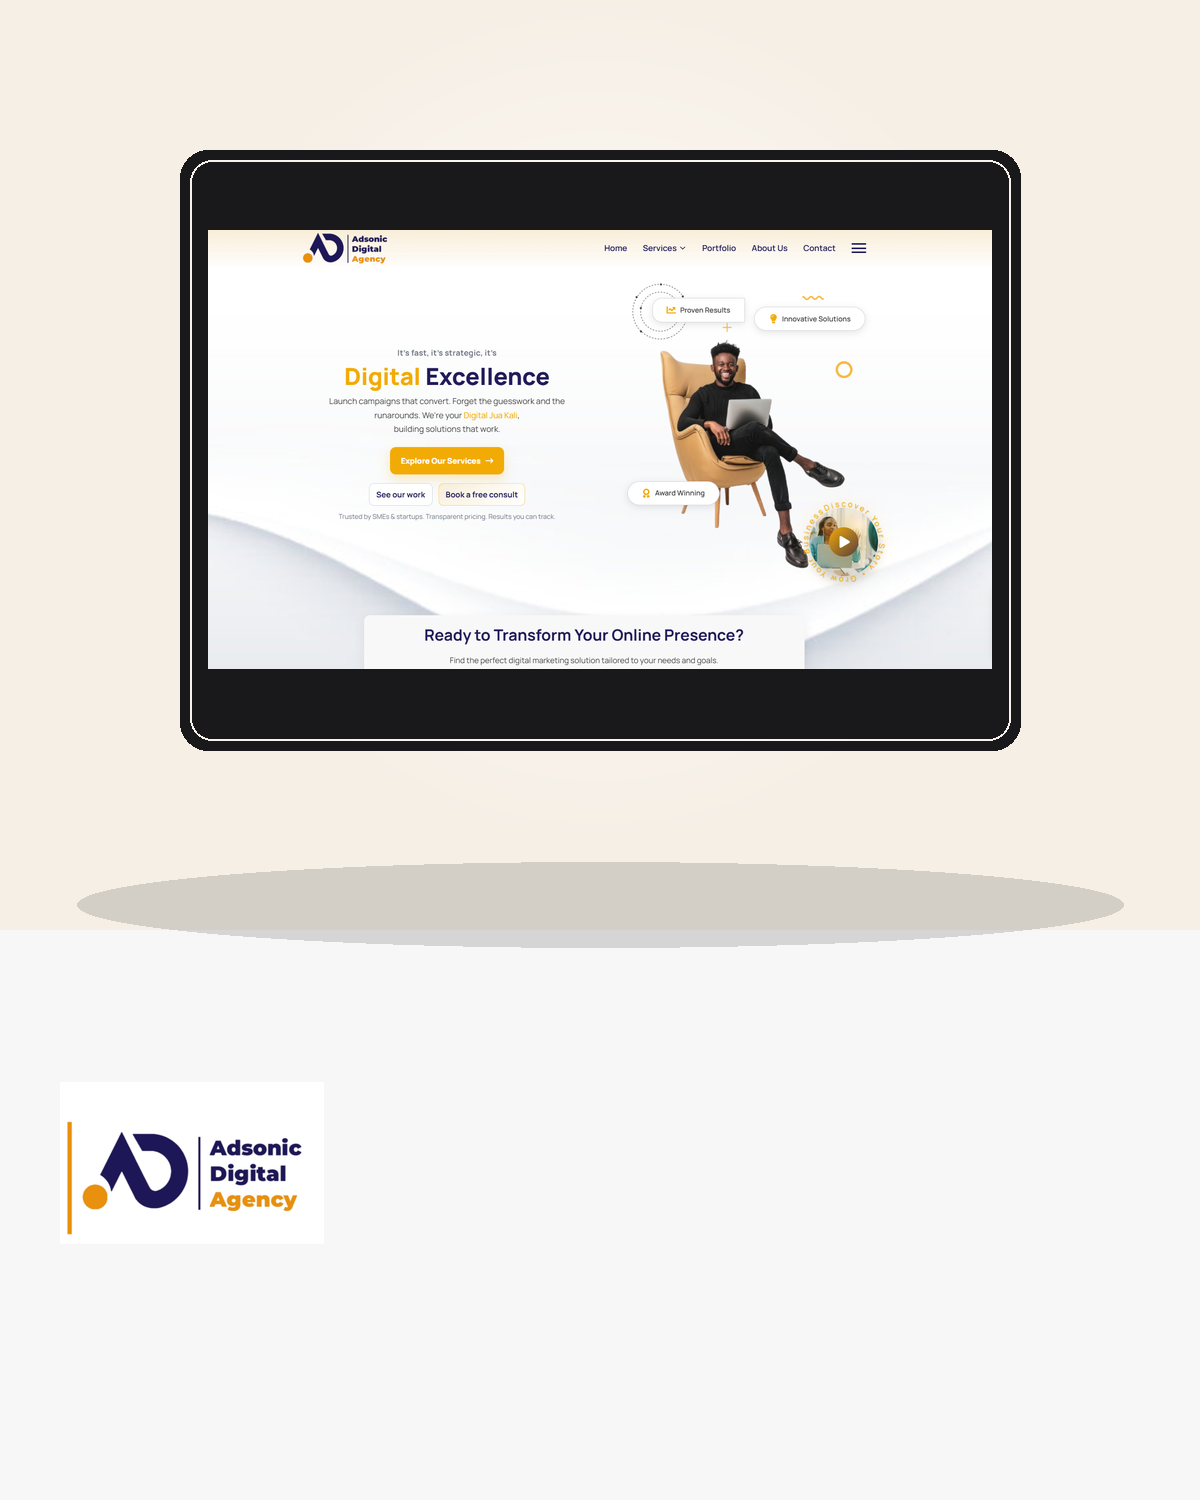 Adsonic
Digital
Agency
Home Services Portfolio About Us Contact
Proven Results
Innovative Solutions
It's fast, it's strategic, it's
Digital Excellence
Launch campaigns that convert. Forget the guesswork and the
runarounds. We're your Digital Jua Kali,
building solutions that work.
Explore Our Services →
See our work Book a free consult
Trusted by SMEs & startups. Transparent pricing. Results you can track.
Award Winning
Discover Your Story • Grow Your Business
Ready to Transform Your Online Presence?
Find the perfect digital marketing solution tailored to your needs and goals.
Adsonic
Digital
Agency